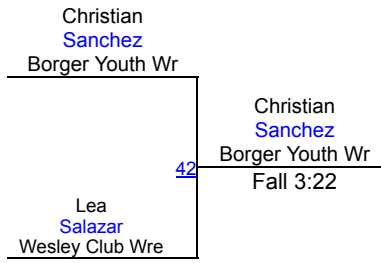 Christian
Sanchez
Borger Youth Wr
Christian
Sanchez
Borger Youth Wr
42
Fall 3:22
Lea
Salazar
Wesley Club Wre